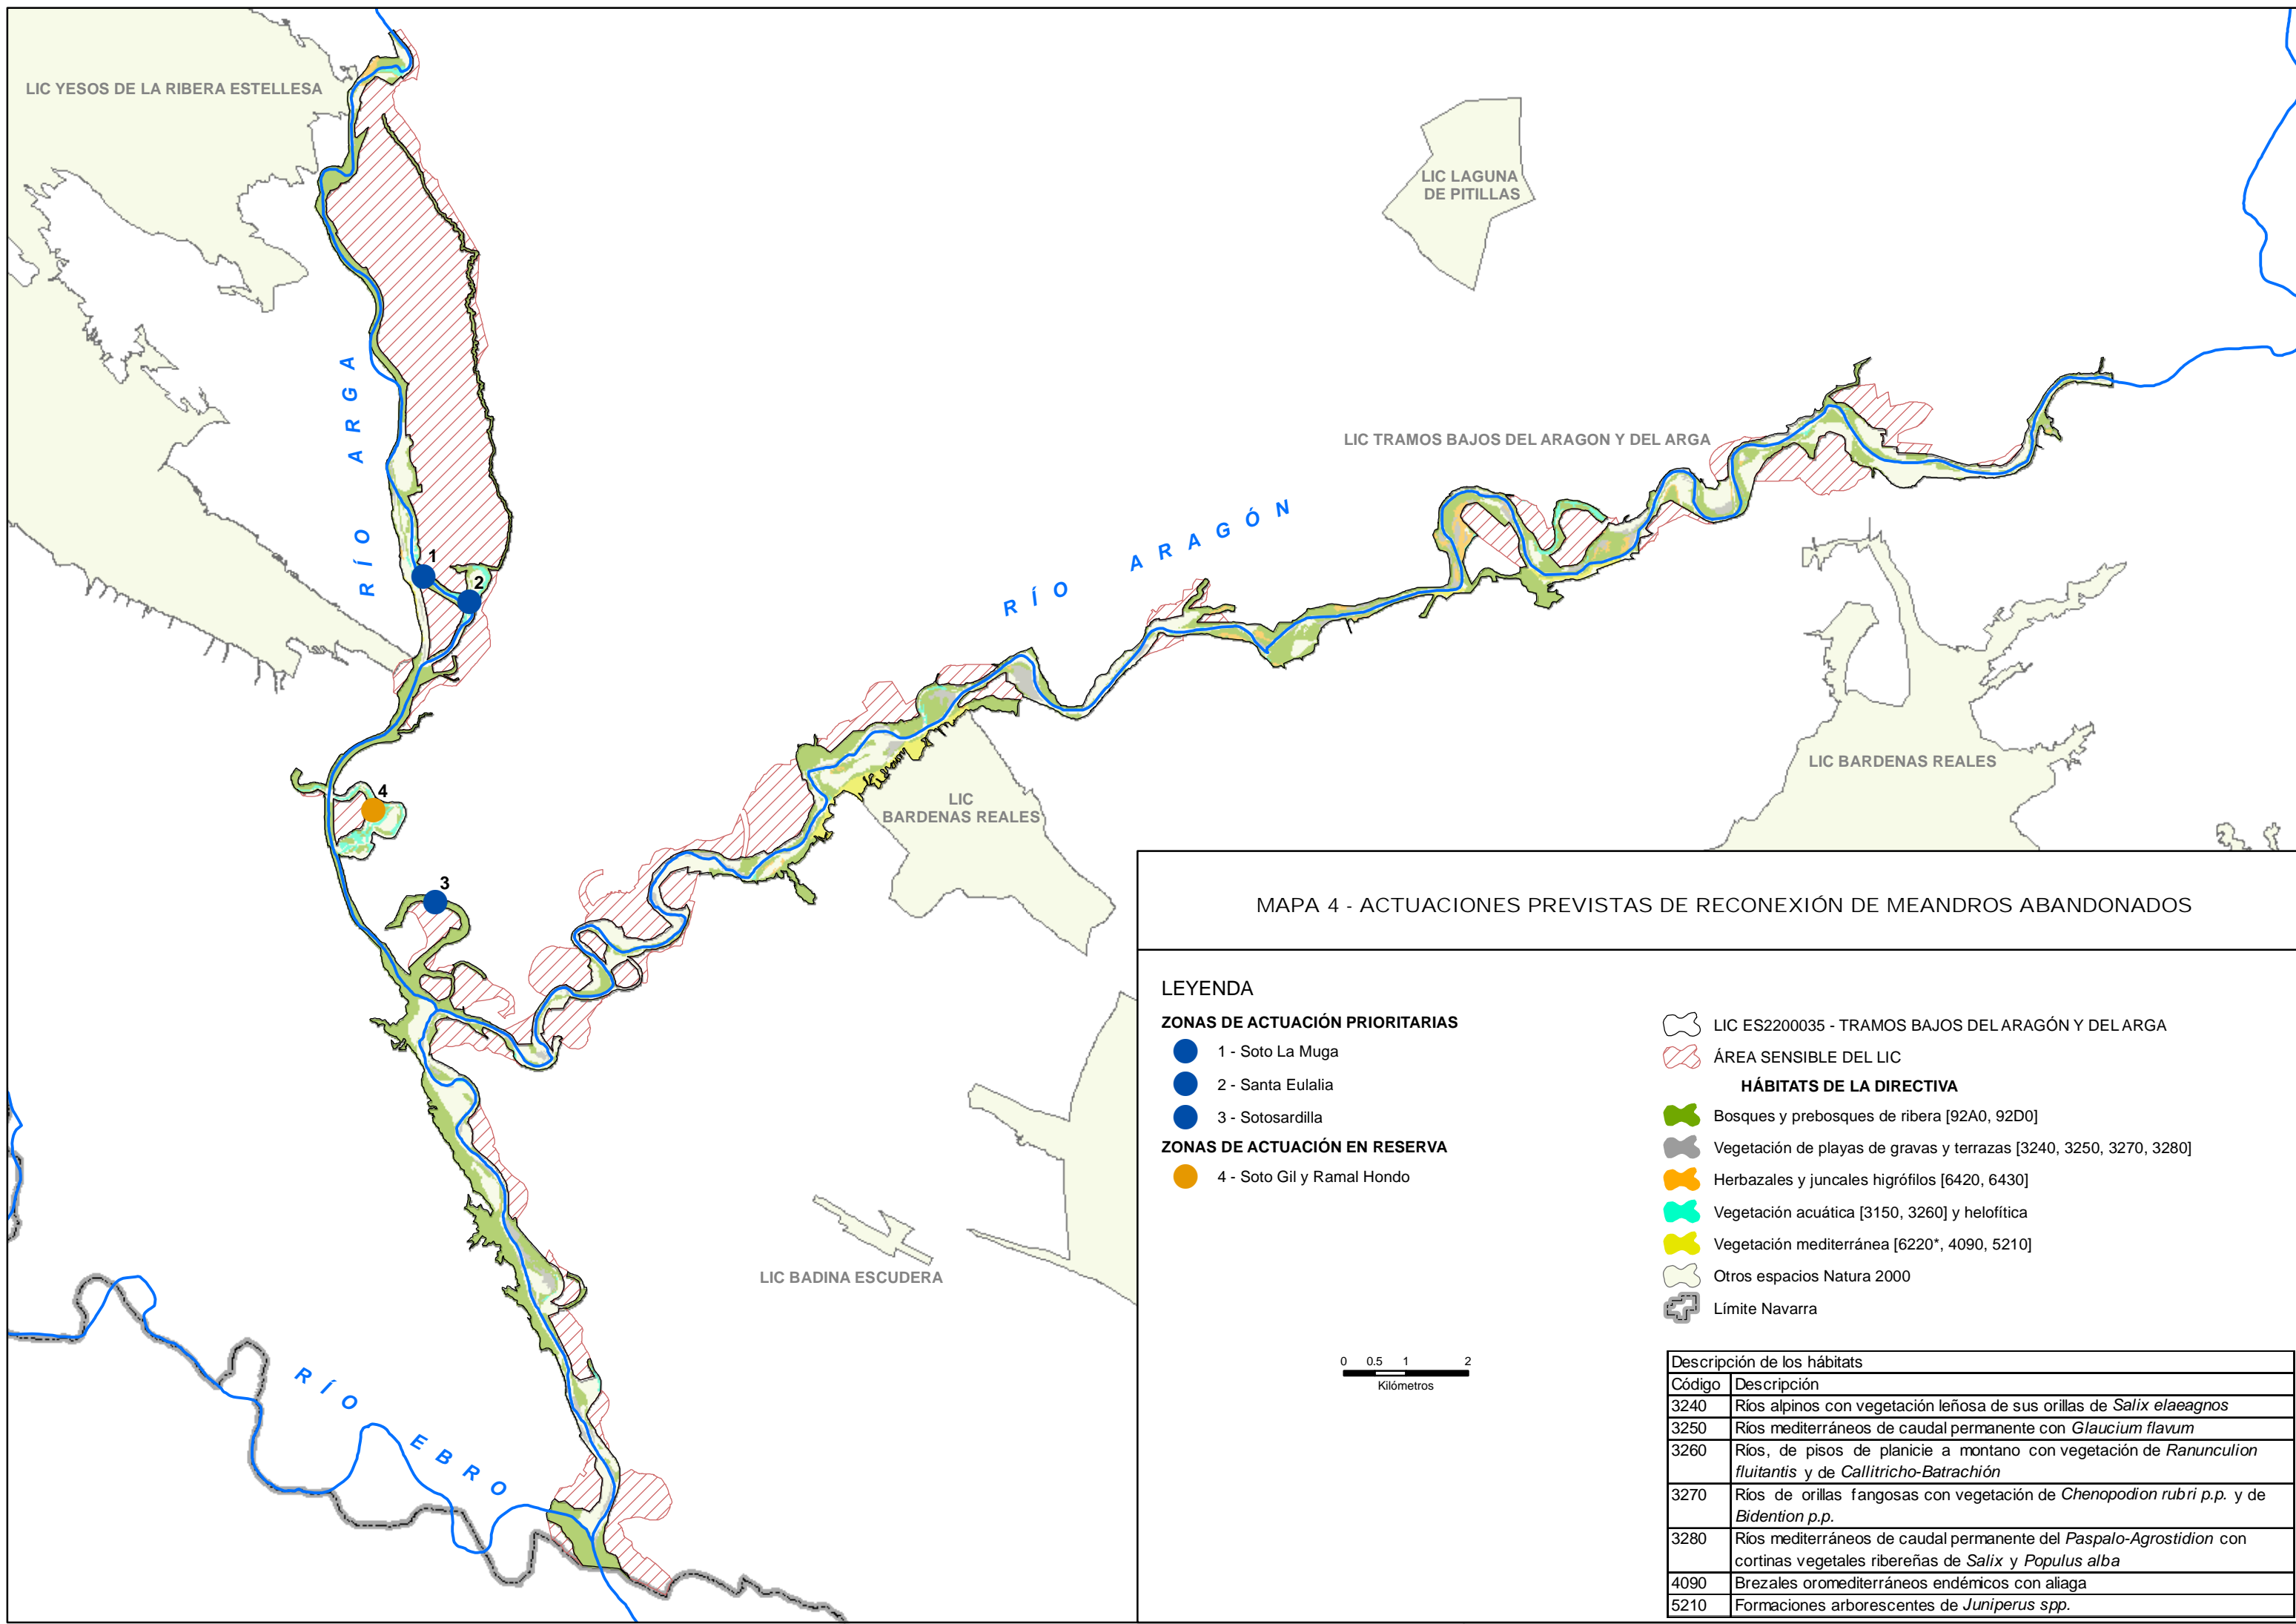 LIC YESOS DE LA RIBERA ESTELLESA
LIC LAGUNA
DE PITILLAS
RÍO ARGA
LIC TRAMOS BAJOS DEL ARAGON Y DEL ARGA
RÍO ARAGÓN
1
2
4
3
LIC
BARDENAS REALES
LIC BARDENAS REALES
LIC BADINA ESCUDERA
RÍO EBRO
MAPA 4 - ACTUACIONES PREVISTAS DE RECONEXIÓN DE MEANDROS ABANDONADOS
LEYENDA
ZONAS DE ACTUACIÓN PRIORITARIAS
1 - Soto La Muga
2 - Santa Eulalia
3 - Sotosardilla
ZONAS DE ACTUACIÓN EN RESERVA
4 - Soto Gil y Ramal Hondo
LIC ES2200035 - TRAMOS BAJOS DEL ARAGÓN Y DEL ARGA
ÁREA SENSIBLE DEL LIC
HÁBITATS DE LA DIRECTIVA
Bosques y prebosques de ribera [92A0, 92D0]
Vegetación de playas de gravas y terrazas [3240, 3250, 3270, 3280]
Herbazales y juncales higrófilos [6420, 6430]
Vegetación acuática [3150, 3260] y helofítica
Vegetación mediterránea [6220*, 4090, 5210]
Otros espacios Natura 2000
Límite Navarra
0 0.5 1 2
Kilómetros
Descripción de los hábitats
Código Descripción
3240 Ríos alpinos con vegetación leñosa de sus orillas de Salix elaeagnos
3250 Ríos mediterráneos de caudal permanente con Glaucium flavum
3260 Ríos, de pisos de planicie a montano con vegetación de Ranunculion
fluitantis y de Callitricho-Batrachión
3270 Ríos de orillas fangosas con vegetación de Chenopodion rubri p.p. y de
Bidention p.p.
3280 Ríos mediterráneos de caudal permanente del Paspalo-Agrostidion con
cortinas vegetales ribereñas de Salix y Populus alba
4090 Brezales oromediterráneos endémicos con aliaga
5210 Formaciones arborescentes de Juniperus spp.